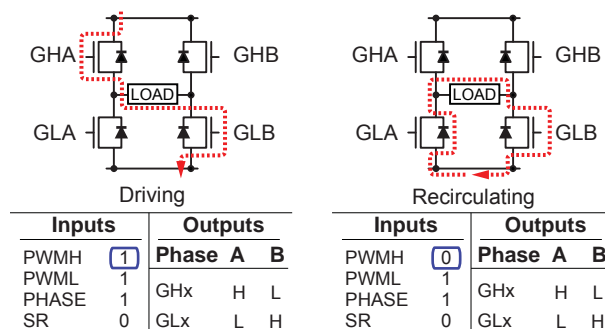 GHA GHB GHA GHB
LOAD LOAD
GLA GLB GLA GLB
Driving Recirculating
Inputs Outputs Inputs Outputs
PWMH 1 Phase A B PWMH 0 Phase A B
PWML 1 PWML 1
PHASE 1 GHx H L PHASE 1 GHx H L
SR 0 GLx L H SR 0 GLx L H